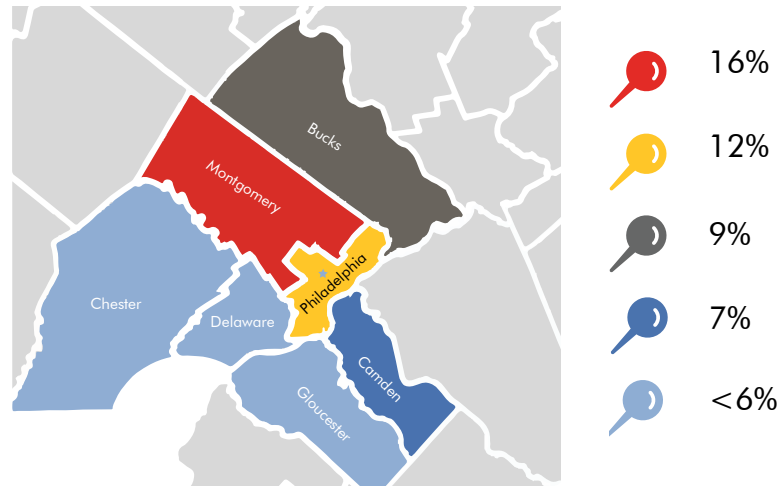 Bucks
Montgomery
Philadelphia
Chester
Delaware
Camden
Gloucester
16%
12%
9%
7%
<6%